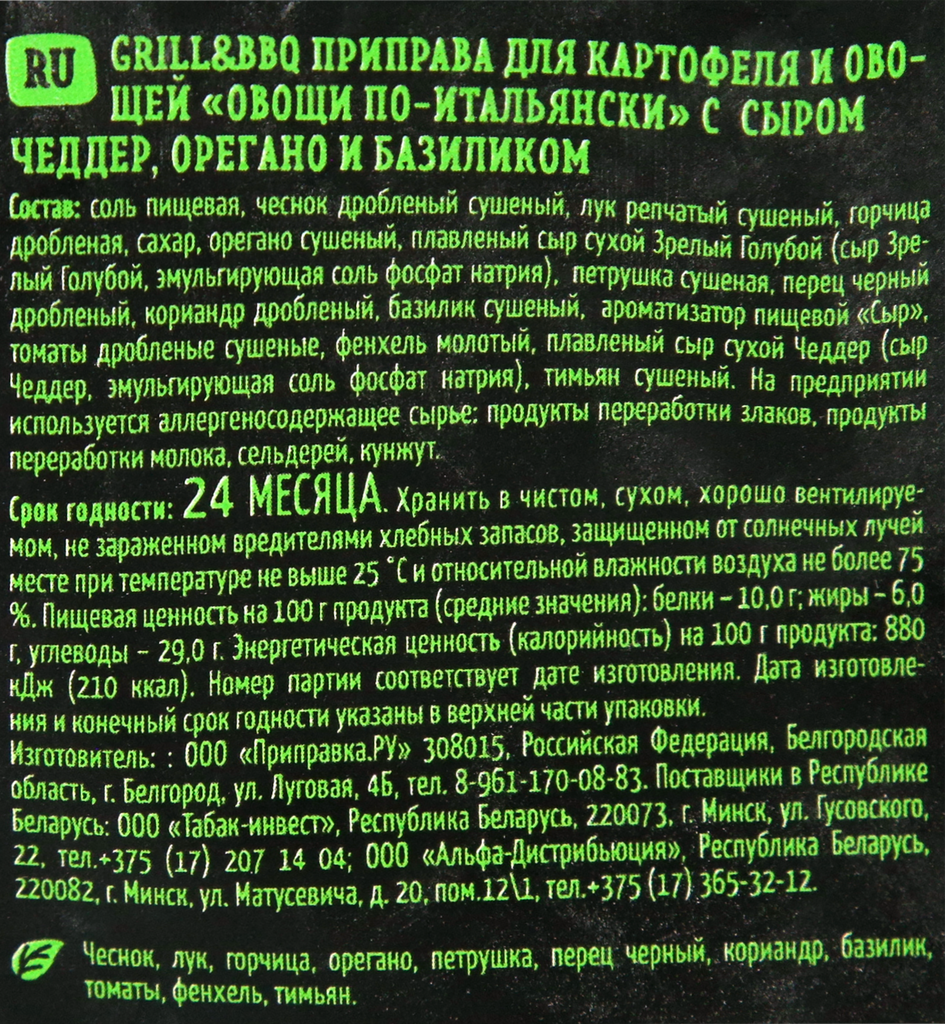 RU
GRILL&BBQ ПРИПРАВА ДЛЯ КАРТОФЕЛЯ И ОВО-
ЩЕЙ «ОВОЩИ ПО-ИТАЛЬЯНСКИ» С СЫРОМ
ЧЕДДЕР, ОРЕГАНО И БАЗИЛИКОМ
Состав: соль пищевая, чеснок дробленый сушеный, лук репчатый сушеный, горчица
дробленая, сахар, орегано сушеный, плавленый сыр сухой Зрелый Голубой (сыр Зре-
лый Голубой, эмульгирующая соль фосфат натрия), петрушка сушеная, перец черный
дробленый, кориандр дробленый, базилик сушеный, ароматизатор пищевой «Сыр»,
томаты дробленые сушеные, фенхель молотый, плавленый сыр сухой Чеддер (сыр
Чеддер, эмульгирующая соль фосфат натрия), тимьян сушеный. На предприятии
используется аллергеносодержащее сырье: продукты переработки злаков, продукты
переработки молока, сельдерей, кунжут.
Срок годности: 24 МЕСЯЦА. Хранить в чистом, сухом, хорошо вентилируе-
мом, не зараженном вредителями хлебных запасов, защищенном от солнечных лучей
месте при температуре не выше 25 °С и относительной влажности воздуха не более 75
%. Пищевая ценность на 100 г продукта (средние значения): белки – 10,0 г; жиры – 6,0
г, углеводы – 29,0 г. Энергетическая ценность (калорийность) на 100 г продукта: 880
кДж (210 ккал). Номер партии соответствует дате изготовления. Дата изготовле-
ния и конечный срок годности указаны в верхней части упаковки.
Изготовитель: : ООО «Приправка.РУ» 308015, Российская Федерация, Белгородская
область, г. Белгород, ул. Луговая, 4Б, тел. 8-961-170-08-83. Поставщики в Республике
Беларусь: ООО «Табак-инвест», Республика Беларусь, 220073, г. Минск, ул. Гусовского,
22, тел.+375 (17) 207 14 04; ООО «Альфа-Дистрибьюция», Республика Беларусь,
220082, г. Минск, ул. Матусевича, д. 20, пом.12\1, тел.+375 (17) 365-32-12.
Чеснок, лук, горчица, орегано, петрушка, перец черный, кориандр, базилик,
томаты, фенхель, тимьян.